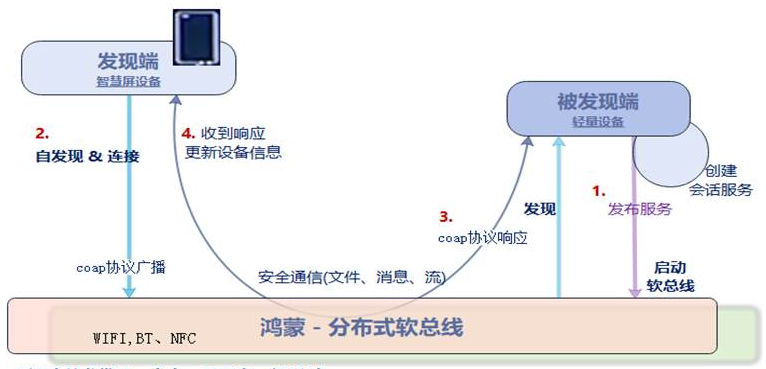 发现端
智慧屏设备
被发现端
轻量设备
2.
自发现 & 连接
4. 收到响应
更新设备信息
创建
会话服务
1.
发布服务
3.
coap协议响应
发现
coap协议广播
安全通信(文件、消息、流)
启动
软总线
鸿蒙 - 分布式软总线
WIFI,BT、NFC